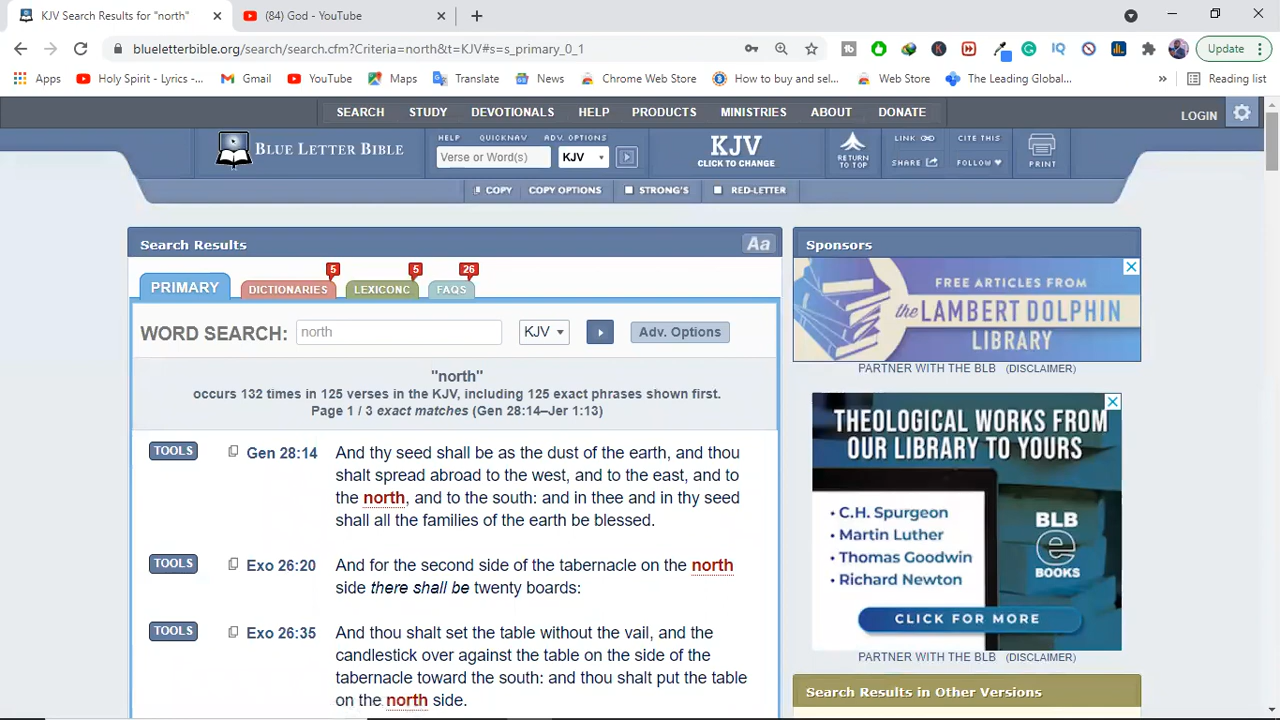 KJV Search Results for "north"
(84) God - YouTube
blueletterbible.org/search/search.cfm?Criteria=north&t=KJV#s=s_primary_0_1
Update
Apps Holy Spirit - Lyrics -... Gmail YouTube Maps Translate News Chrome Web Store How to buy and sel... Web Store The Leading Global... » Reading list
SEARCH STUDY DEVOTIONALS HELP PRODUCTS MINISTRIES ABOUT DONATE LOGIN
BLUE LETTER BIBLE
HELP QUICKNAV ADV. OPTIONS
Verse or Word(s) KJV
KJV
CLICK TO CHANGE
RETURN TO TOP
LINK CITE THIS
SHARE FOLLOW
PRINT
COPY COPY OPTIONS STRONG'S RED-LETTER
Search Results Aa
5 5 26
PRIMARY DICTIONARIES LEXICONC FAQS
WORD SEARCH: north KJV Adv. Options
"north"
occurs 132 times in 125 verses in the KJV, including 125 exact phrases shown first.
Page 1 / 3 exact matches (Gen 28:14–Jer 1:13)
TOOLS Gen 28:14 And thy seed shall be as the dust of the earth, and thou
shalt spread abroad to the west, and to the east, and to
the north, and to the south: and in thee and in thy seed
shall all the families of the earth be blessed.
TOOLS Exo 26:20 And for the second side of the tabernacle on the north
side there shall be twenty boards:
TOOLS Exo 26:35 And thou shalt set the table without the vail, and the
candlestick over against the table on the side of the
tabernacle toward the south: and thou shalt put the table
on the north side.
Sponsors
FREE ARTICLES FROM
the LAMBERT DOLPHIN
LIBRARY
PARTNER WITH THE BLB (DISCLAIMER)
THEOLOGICAL WORKS FROM
OUR LIBRARY TO YOURS
• C.H. Spurgeon
• Martin Luther
• Thomas Goodwin
• Richard Newton
BLB
e
BOOKS
CLICK FOR MORE
PARTNER WITH THE BLB (DISCLAIMER)
Search Results in Other Versions